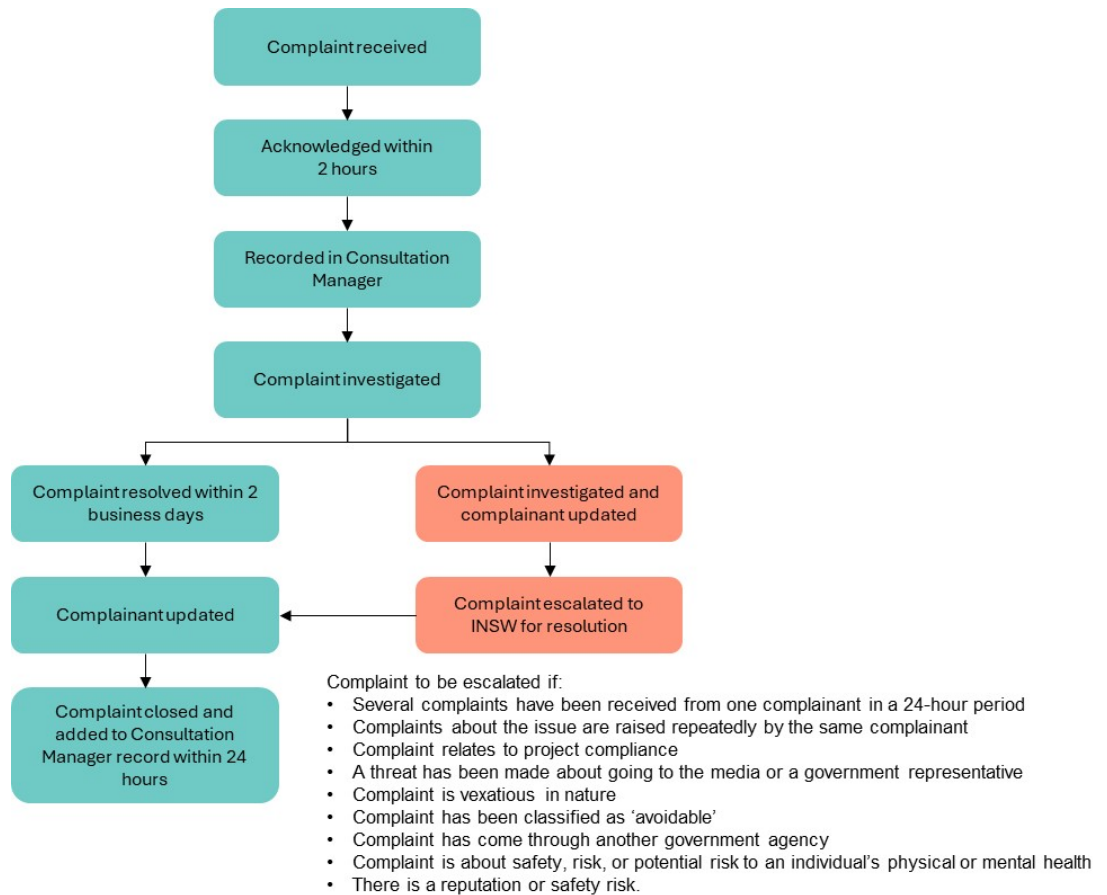 Complaint received
Acknowledged within
2 hours
Recorded in Consultation
Manager
Complaint investigated
Complaint resolved within 2
business days
Complaint investigated and
complainant updated
Complainant updated
Complaint escalated to
INSW for resolution
Complaint closed and
added to Consultation
Manager record within 24
hours
Complaint to be escalated if:
• Several complaints have been received from one complainant in a 24-hour period
• Complaints about the issue are raised repeatedly by the same complainant
• Complaint relates to project compliance
• A threat has been made about going to the media or a government representative
• Complaint is vexatious in nature
• Complaint has been classified as ‘avoidable’
• Complaint has come through another government agency
• Complaint is about safety, risk, or potential risk to an individual’s physical or mental health
• There is a reputation or safety risk.